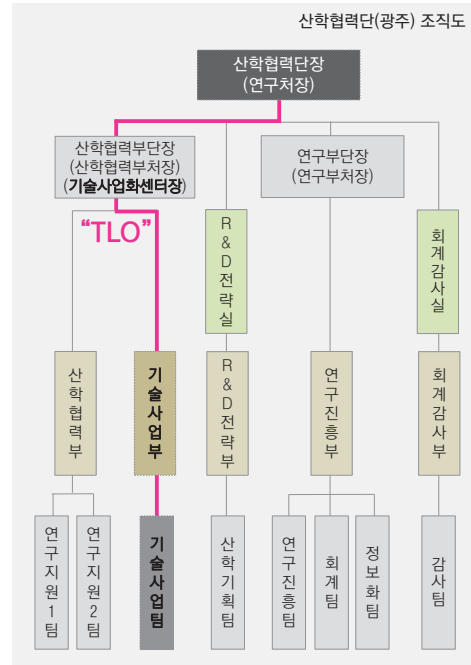 산학협력단(광주) 조직도
산학협력단장
(연구처장)
산학협력부단장
(산학협력부처장)
(기술사업화센터장)
연구부단장
(연구부처장)
“TLO”
R&D전략실
회계감사실
산학협력부
기술사업부
R&D전략부
연구진흥부
회계감사부
연구지원1팀
연구지원2팀
기술사업팀
산학기획팀
연구진흥팀
회계팀
정보화팀
감사팀